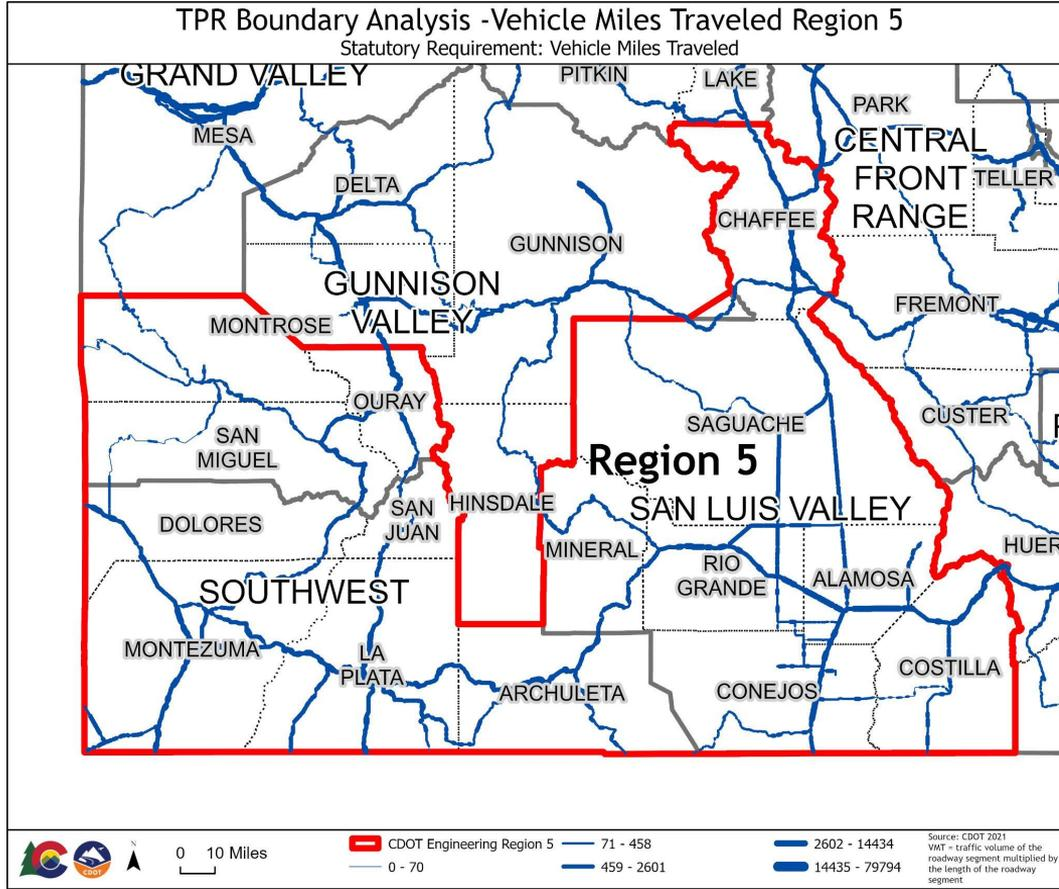 TPR Boundary Analysis -Vehicle Miles Traveled Region 5
Statutory Requirement: Vehicle Miles Traveled
GRAND VALLEY
PITKIN
LAKE
PARK
MESA
CENTRAL
FRONT
RANGE
TELLER
DELTA
CHAFFEE
GUNNISON
GUNNISON
VALLEY
FREMONT
MONTROSE
OURAY
CUSTER
SAGUACHE
SAN
MIGUEL
Region 5
HINSDALE
SAN LUIS VALLEY
SAN
JUAN
DOLORES
MINERAL
HUER
RIO
GRANDE
ALAMOSA
SOUTHWEST
MONTEZUMA
LA
PLATA
COSTILLA
ARCHULETA
CONEJOS
N
CDOT
0 10 Miles
CDOT Engineering Region 5
0 - 70
71 - 458
459 - 2601
2602 - 14434
14435 - 79794
Source: CDOT 2021
VMT = traffic volume of the
roadway segment multiplied by
the length of the roadway
segment